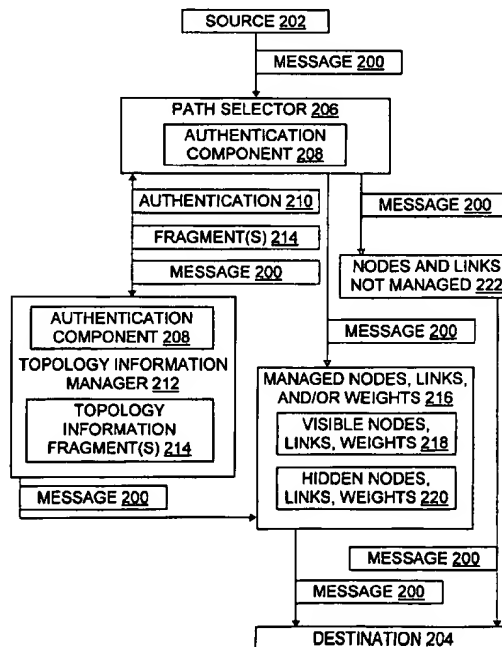 SOURCE 202
MESSAGE 200
PATH SELECTOR 206
AUTHENTICATION
COMPONENT 208
AUTHENTICATION 210
FRAGMENT(S) 214
MESSAGE 200
MESSAGE 200
NODES AND LINKS
NOT MANAGED 222
MESSAGE 200
AUTHENTICATION
COMPONENT 208
TOPOLOGY INFORMATION
MANAGER 212
TOPOLOGY
INFORMATION
FRAGMENT(S) 214
MANAGED NODES, LINKS,
AND/OR WEIGHTS 216
VISIBLE NODES,
LINKS, WEIGHTS 218
HIDDEN NODES,
LINKS, WEIGHTS 220
MESSAGE 200
MESSAGE 200
MESSAGE 200
DESTINATION 204